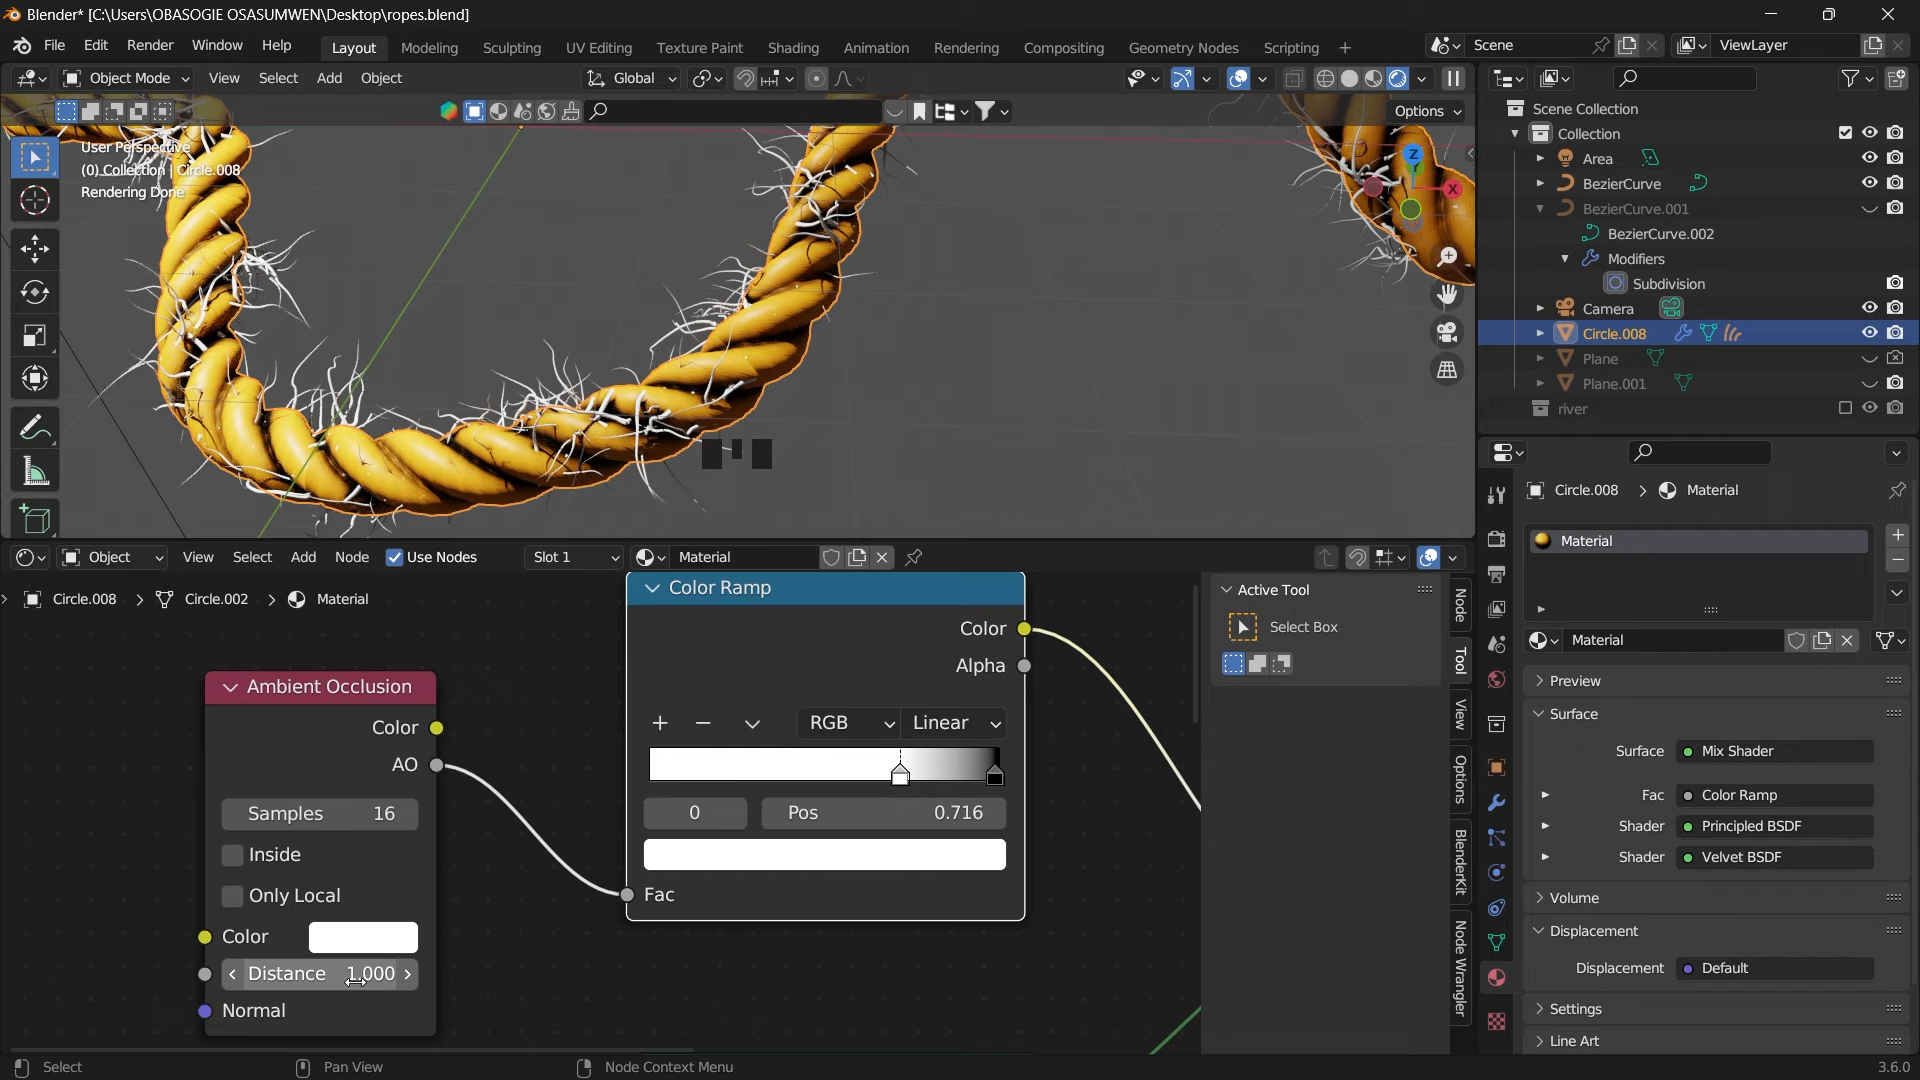 Blender* [C:\Users\OBASOGIE OSASUMWEN\Desktop\ropes.blend]
File Edit Render Window Help Layout Modeling Sculpting UV Editing Texture Paint Shading Animation Rendering Compositing Geometry Nodes Scripting + Scene ViewLayer
Object Mode View Select Add Object Global
Options
User Perspective
(0) Collection | Circle.008
Rendering Done
Z
Y
X
Scene Collection
Collection
Area
BezierCurve
BezierCurve.001
BezierCurve.002
Modifiers
Subdivision
Camera
Circle.008
Plane
Plane.001
river
Object View Select Add Node Use Nodes Slot 1 Material
Circle.008 > Circle.002 > Material
Ambient Occlusion
Color
AO
Samples 16
Inside
Only Local
Color
Distance 1.000
Normal
Color Ramp
Color
Alpha
RGB Linear
0 Pos 0.716
Fac
Active Tool
Select Box
Node
Tool
View
Options
BlenderKit
Node Wrangler
Circle.008 > Material
Material
Material
Preview
Surface
Surface Mix Shader
Fac Color Ramp
Shader Principled BSDF
Shader Velvet BSDF
Volume
Displacement
Displacement Default
Settings
Line Art
Select Pan View Node Context Menu 3.6.0